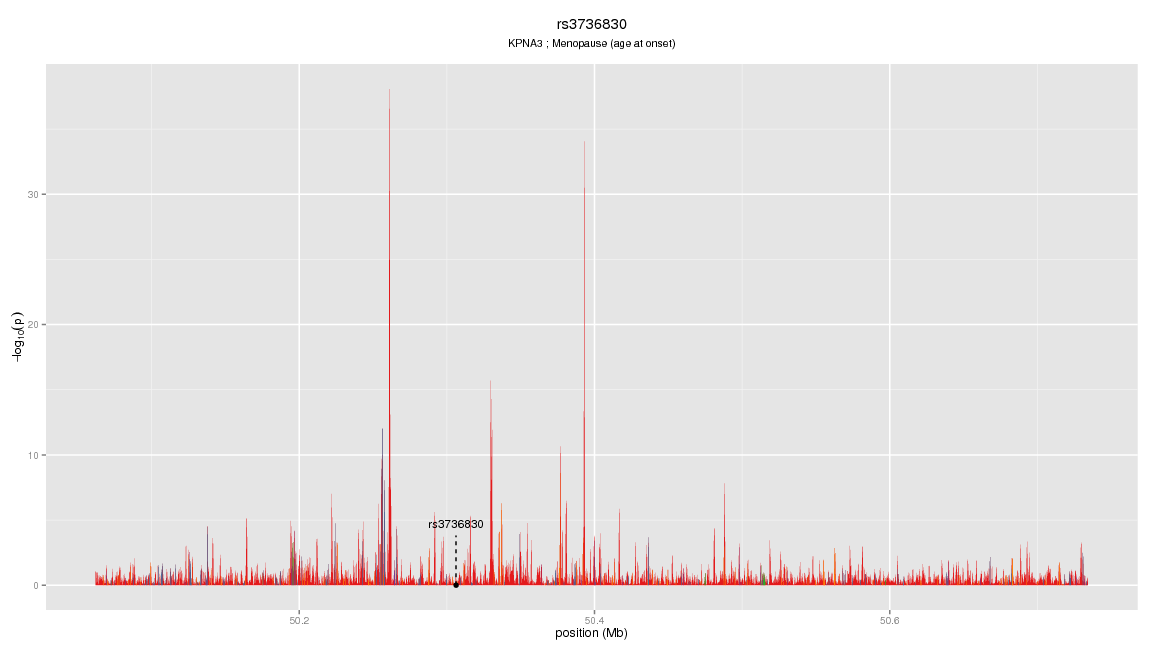 rs3736830
KPNA3 ; Menopause (age at onset)
30
20
10
0
−log10(p)
rs3736830
50.2
50.4
50.6
position (Mb)